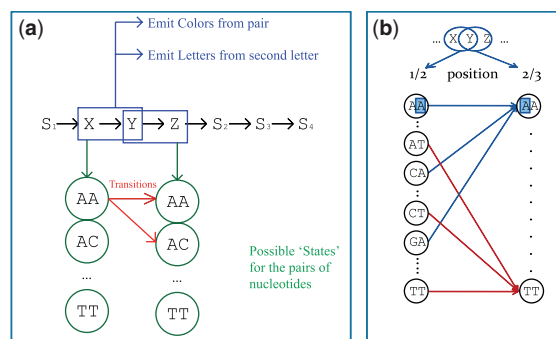 (a)
Emit Colors from pair
Emit Letters from second letter
S1 X Y Z S2 S3 S4
Transitions
AA AA
AC AC
... ...
TT TT
Possible ‘States’
for the pairs of
nucleotides
(b)
... X Y Z ...
1/2 position 2/3
AA AA
AT
CA
CT
GA
TT TT